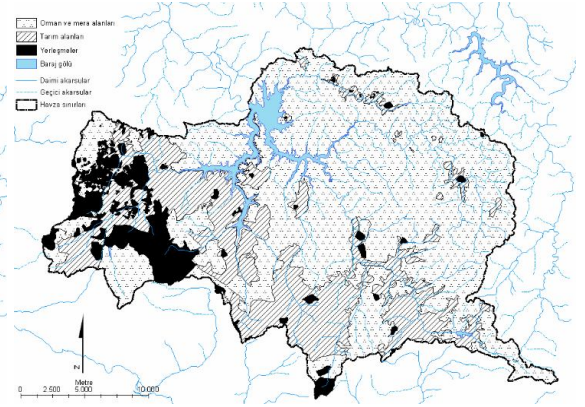 Orman ve mera alanları
Tarım alanları
Yerleşmeler
Baraj gölü
Daimi akarsular
Geçici akarsular
Havza sınırları
N
Metre
0 2.500 5.000 10.000